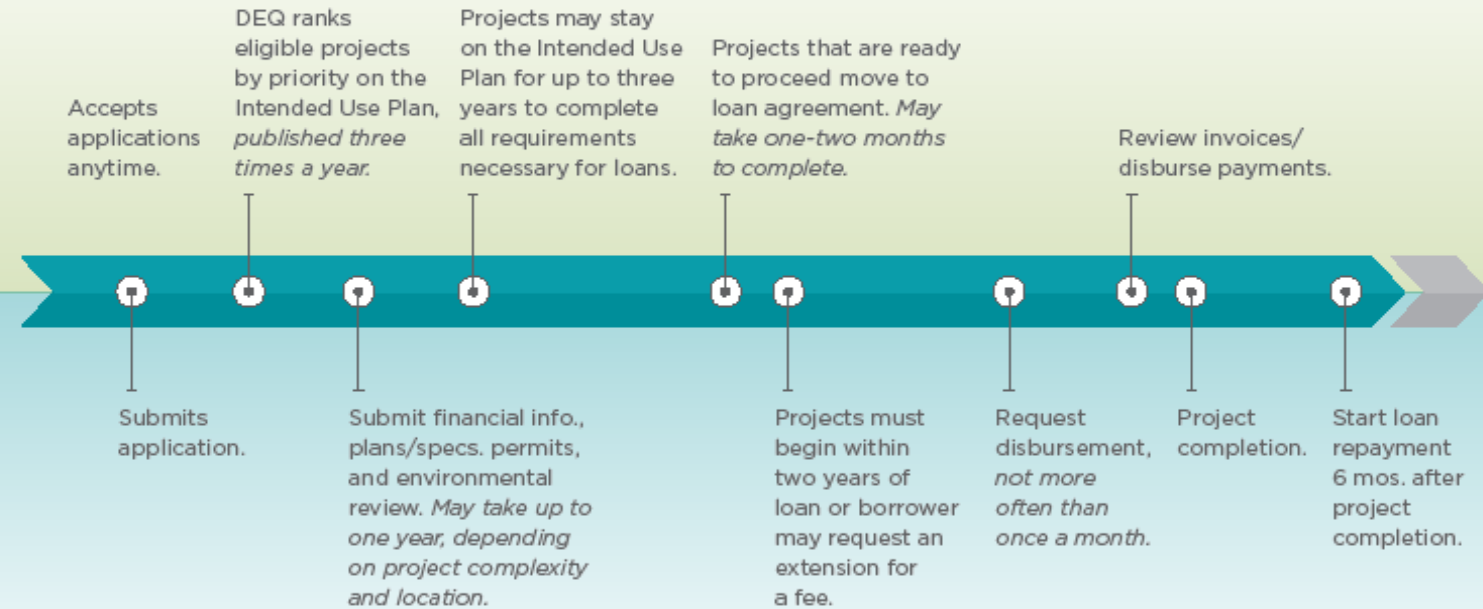 Accepts
applications
anytime.
DEQ ranks
eligible projects
by priority on the
Intended Use Plan,
published three
times a year.
Projects may stay
on the Intended Use
Plan for up to three
years to complete
all requirements
necessary for loans.
Projects that are ready
to proceed move to
loan agreement. May
take one-two months
to complete.
Review invoices/
disburse payments.
Submits
application.
Submit financial info.,
plans/specs. permits,
and environmental
review. May take up to
one year, depending
on project complexity
and location.
Projects must
begin within
two years of
loan or borrower
may request an
extension for
a fee.
Request
disbursement,
not more
often than
once a month.
Project
completion.
Start loan
repayment
6 mos. after
project
completion.